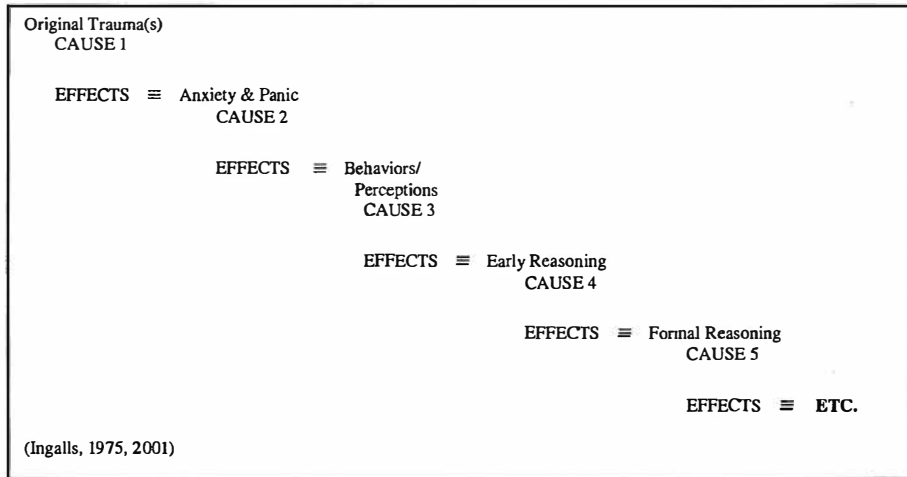 Original Trauma(s)
CAUSE 1
EFFECTS ≡ Anxiety & Panic
CAUSE 2
EFFECTS ≡ Behaviors/
Perceptions
CAUSE 3
EFFECTS ≡ Early Reasoning
CAUSE 4
EFFECTS ≡ Formal Reasoning
CAUSE 5
EFFECTS ≡ ETC.
(Ingalls, 1975, 2001)